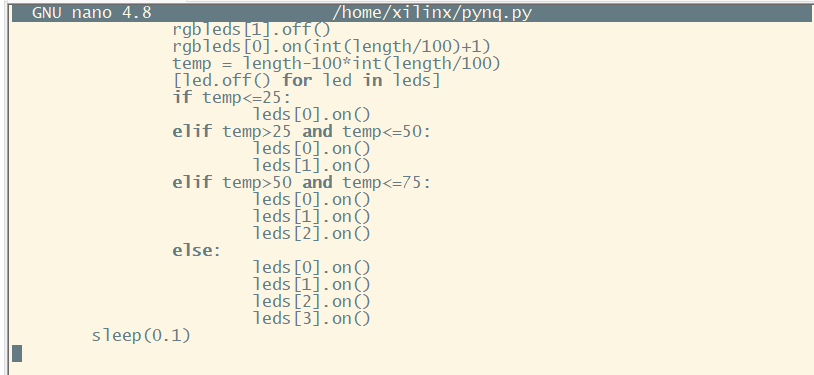 GNU nano 4.8 /home/xilinx/pynq.py
rgbleds[1].off()
rgbleds[0].on(int(length/100)+1)
temp = length-100*int(length/100)
[led.off() for led in leds]
if temp<=25:
leds[0].on()
elif temp>25 and temp<=50:
leds[0].on()
leds[1].on()
elif temp>50 and temp<=75:
leds[0].on()
leds[1].on()
leds[2].on()
else:
leds[0].on()
leds[1].on()
leds[2].on()
leds[3].on()
sleep(0.1)